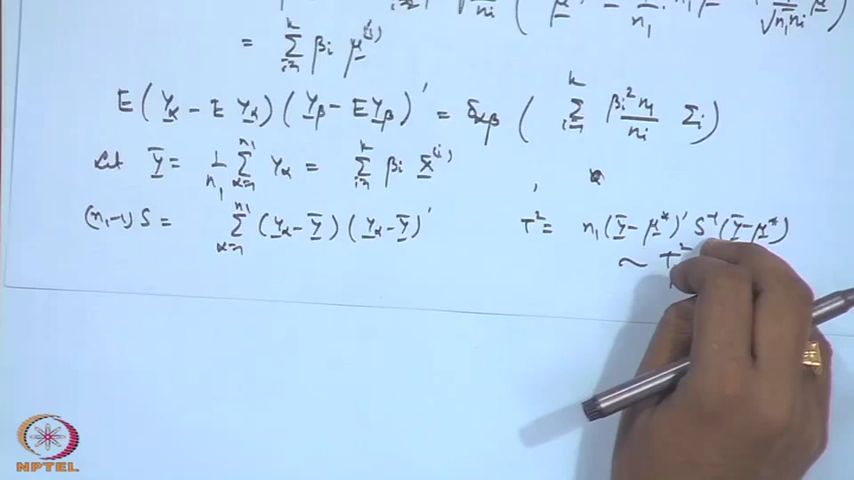 = Σ_{i=1}^{k} β_i μ^{(i)}
E(Y_α − E Y_α)(Y_β − E Y_β)' = δ_{αβ} ( Σ_{i=1}^{k} β_i² n_1 / n_i Σ_i )
Let Ȳ = 1/n_1 Σ_{α=1}^{n_1} Y_α = Σ_{i=1}^{k} β_i X̄^{(i)}
(n_1−1) S = Σ_{α=1}^{n_1} (Y_α − Ȳ)(Y_α − Ȳ)' , T² = n_1 (Ȳ − μ*)' S^{-1} (Ȳ − μ*)
~ T²
NPTEL